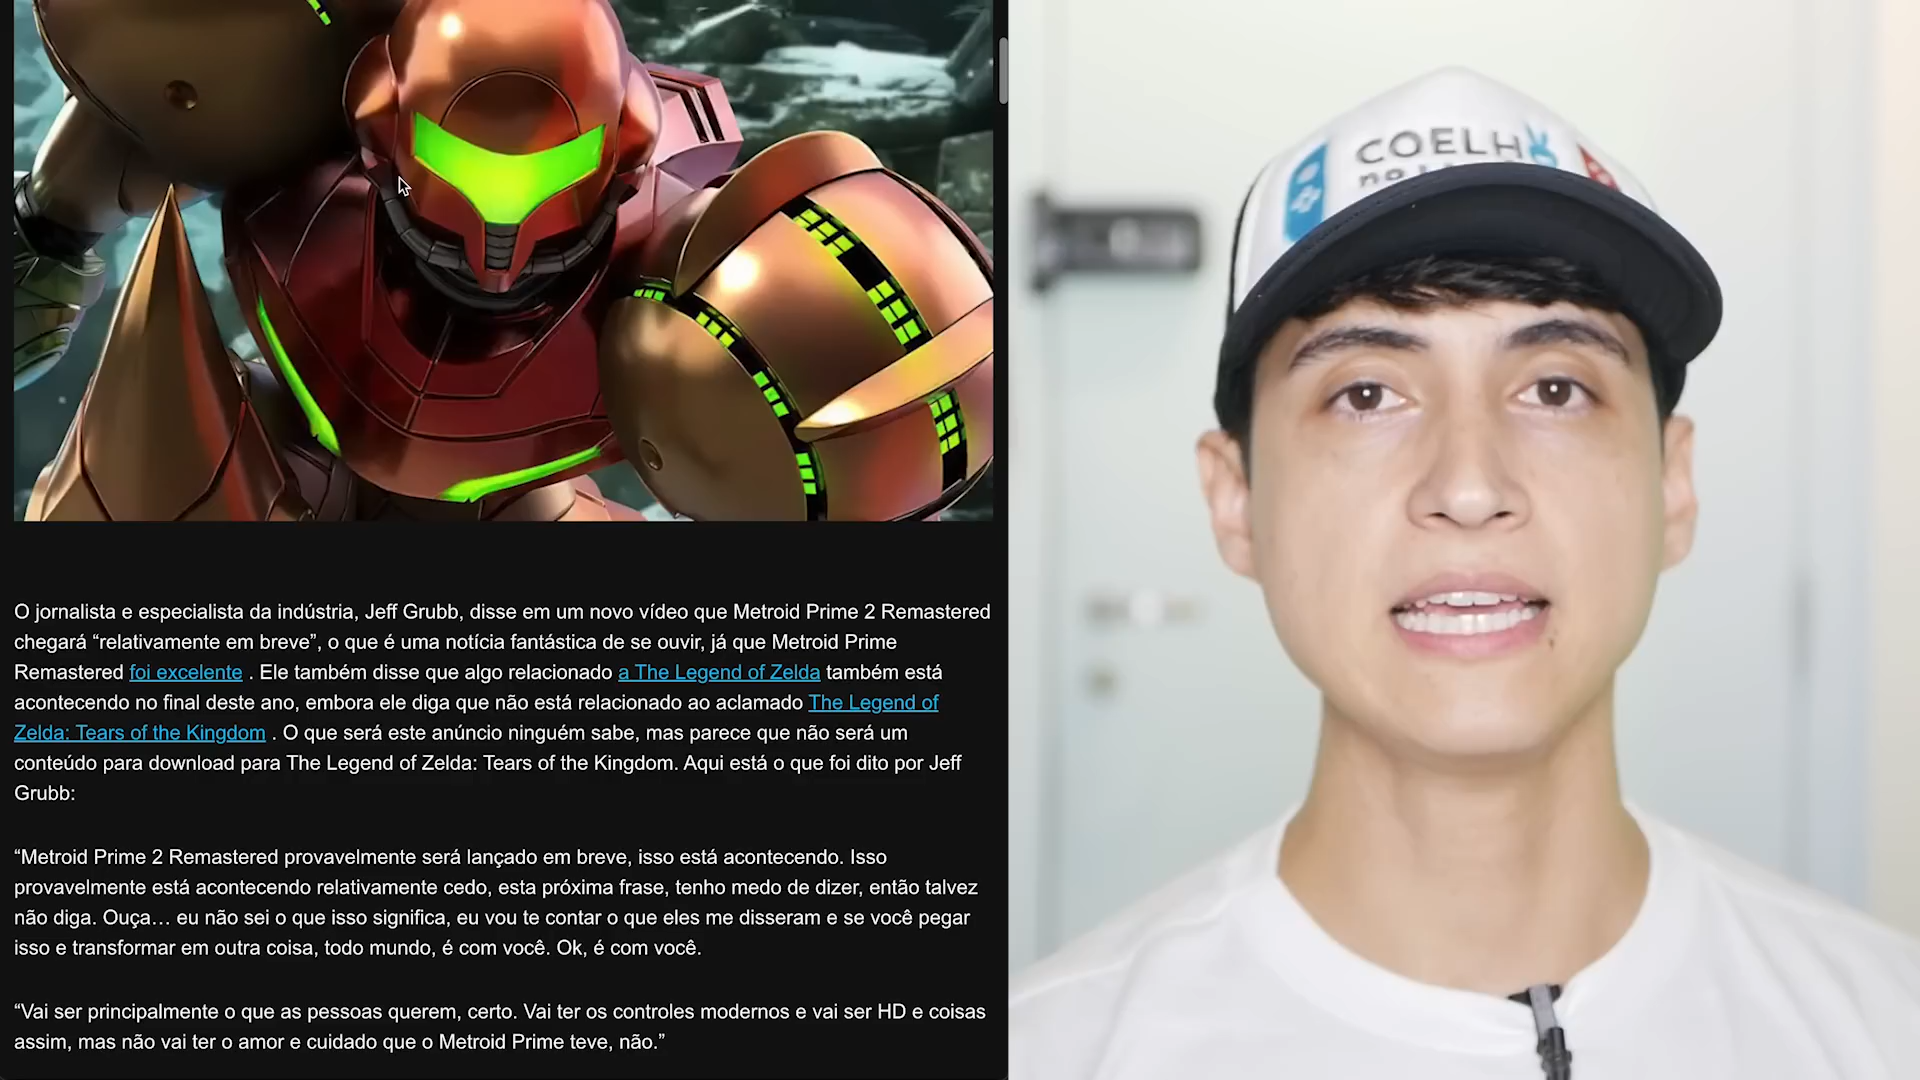 O jornalista e especialista da indústria, Jeff Grubb, disse em um novo vídeo que Metroid Prime 2 Remastered
chegará “relativamente em breve”, o que é uma notícia fantástica de se ouvir, já que Metroid Prime
Remastered foi excelente . Ele também disse que algo relacionado a The Legend of Zelda também está
acontecendo no final deste ano, embora ele diga que não está relacionado ao aclamado The Legend of
Zelda: Tears of the Kingdom . O que será este anúncio ninguém sabe, mas parece que não será um
conteúdo para download para The Legend of Zelda: Tears of the Kingdom. Aqui está o que foi dito por Jeff
Grubb:
“Metroid Prime 2 Remastered provavelmente será lançado em breve, isso está acontecendo. Isso
provavelmente está acontecendo relativamente cedo, esta próxima frase, tenho medo de dizer, então talvez
não diga. Ouça… eu não sei o que isso significa, eu vou te contar o que eles me disseram e se você pegar
isso e transformar em outra coisa, todo mundo, é com você. Ok, é com você.
“Vai ser principalmente o que as pessoas querem, certo. Vai ter os controles modernos e vai ser HD e coisas
assim, mas não vai ter o amor e cuidado que o Metroid Prime teve, não.”
COELH
no